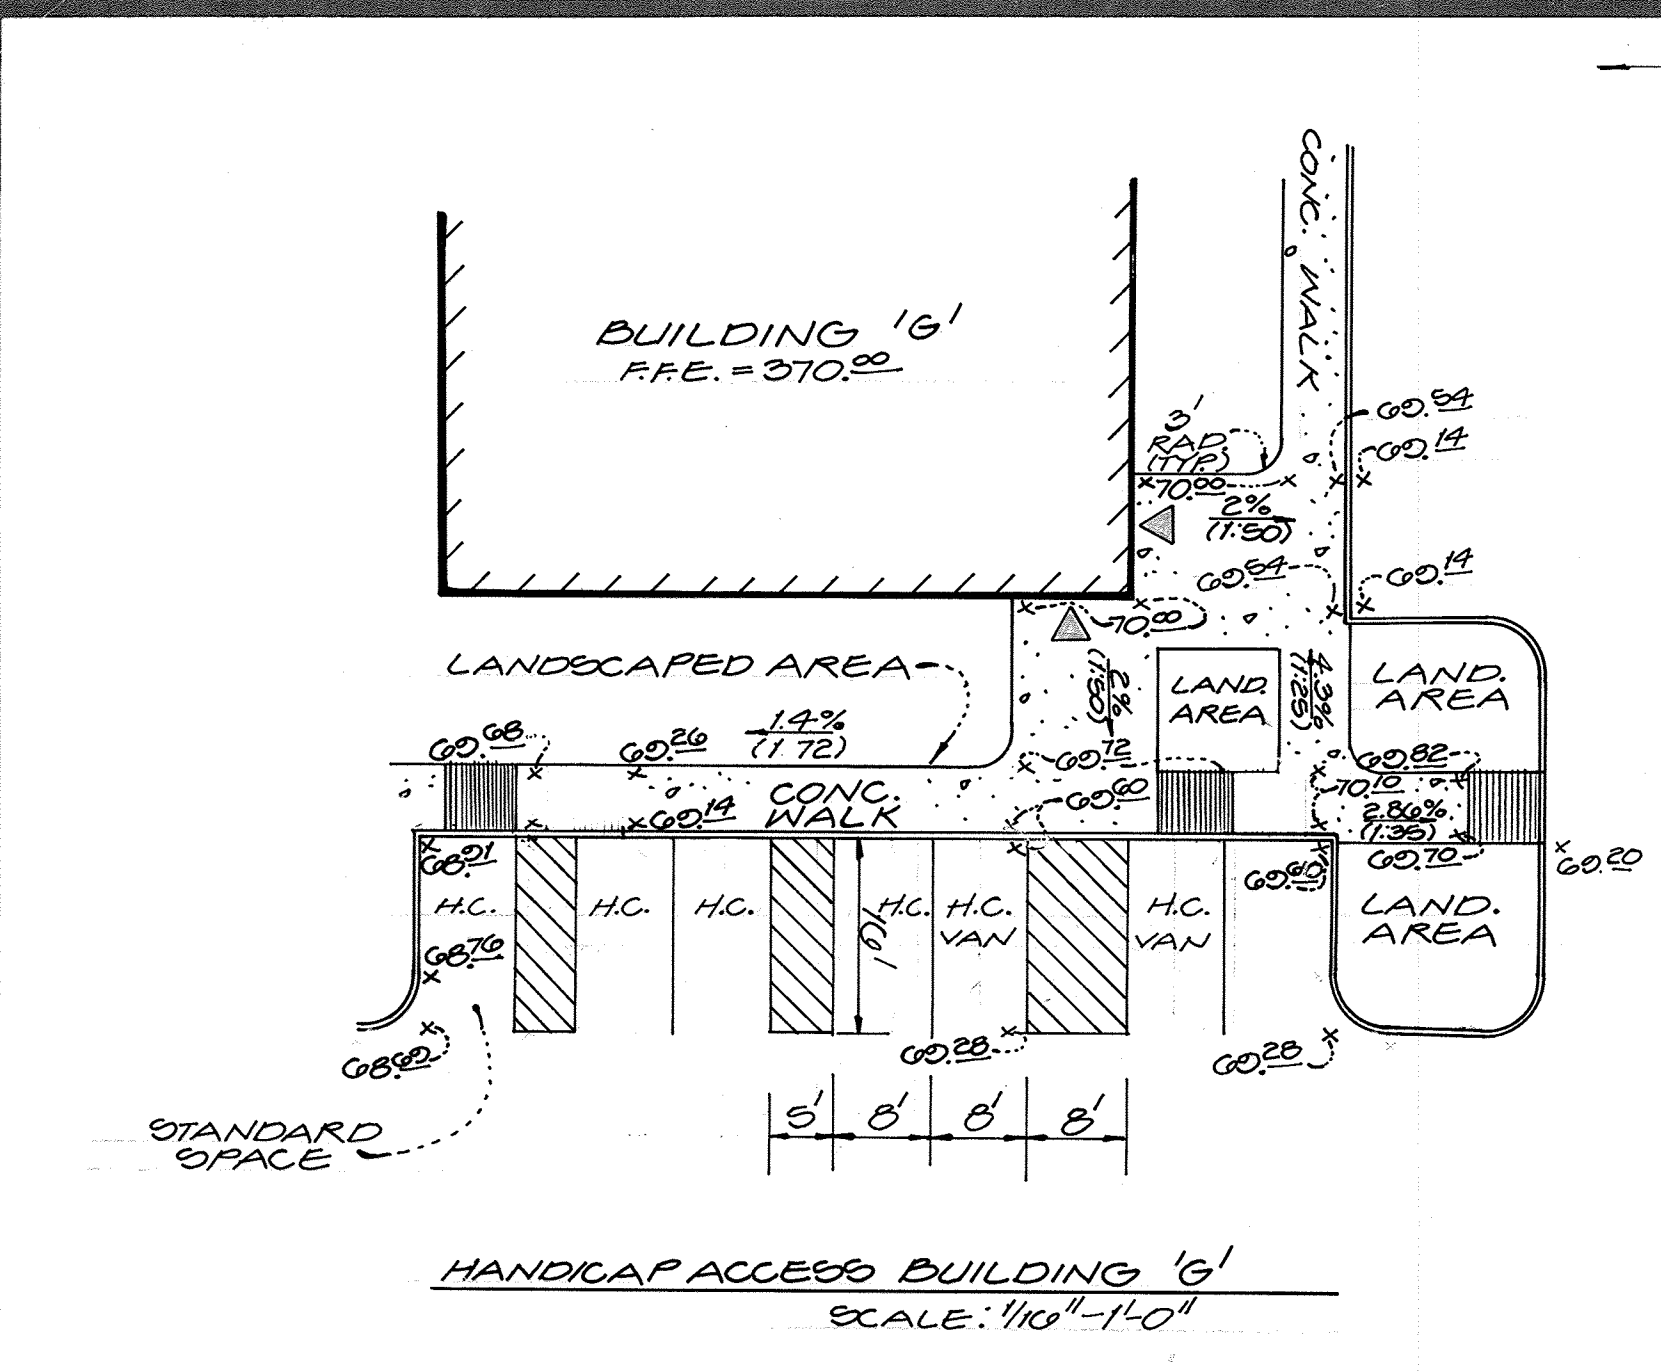 CONC. WALK
BUILDING 'G'
F.F.E. = 370.00
69.54
69.14
3'
RAD.
(TYP.)
70.00
2%
(1:50)
69.54
69.14
70.00
LANDSCAPED AREA
2%
(1:50)
LAND.
AREA
4.3%
(1:25)
LAND.
AREA
1.4%
(1 72)
69.68
69.26
69.72
69.82
70.10
2.86%
(1:35)
CONC.
WALK
69.60
69.14
68.91
69.60
69.70
69.20
H.C.
H.C.
H.C.
16'
H.C.
H.C.
VAN
H.C.
VAN
LAND.
AREA
68.76
68.69
69.28
69.28
STANDARD
SPACE
5'
8'
8'
8'
HANDICAP ACCESS BUILDING 'G'
SCALE: 1/16"-1'-0"